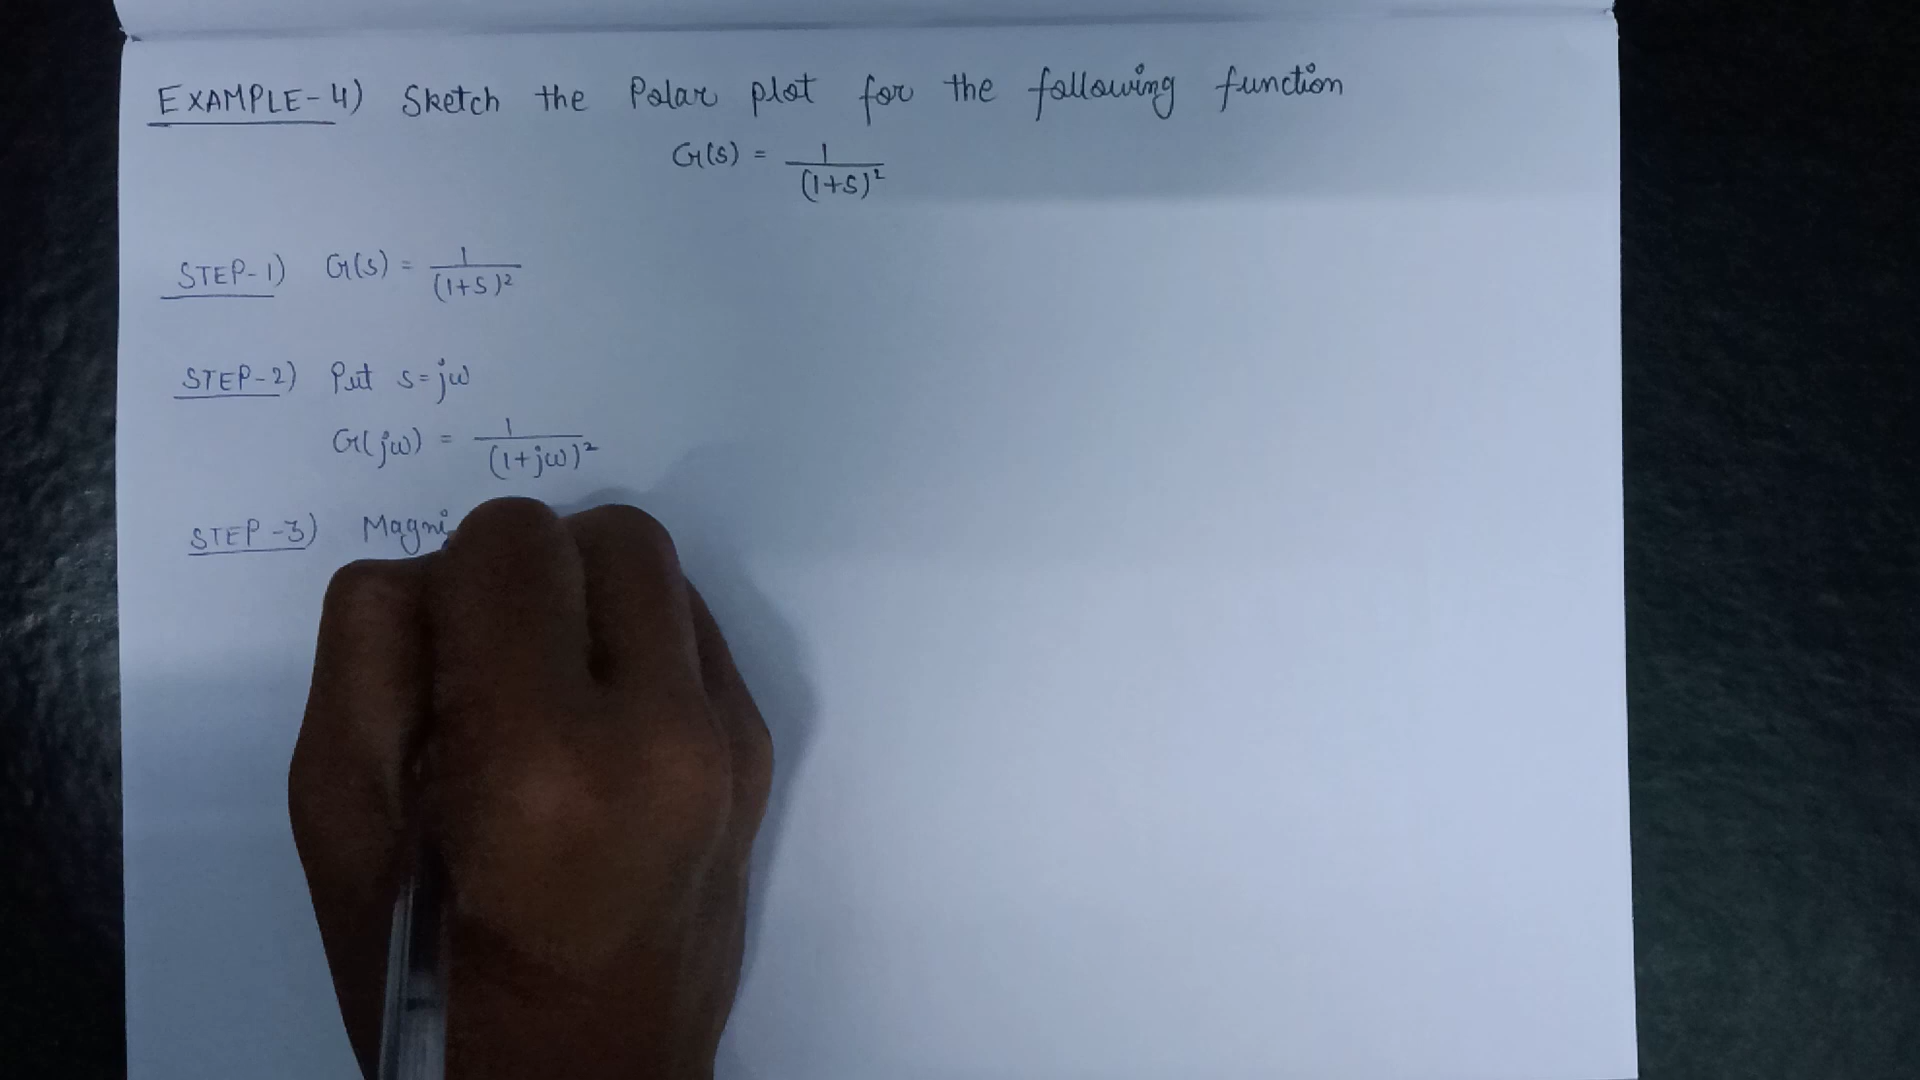 EXAMPLE-4) Sketch the Polar plot for the following function
G(s) = 1/(1+s)²
STEP-1) G(s) = 1/(1+s)²
STEP-2) Put s=jω
G(jω) = 1/(1+jω)²
STEP-3) Magni